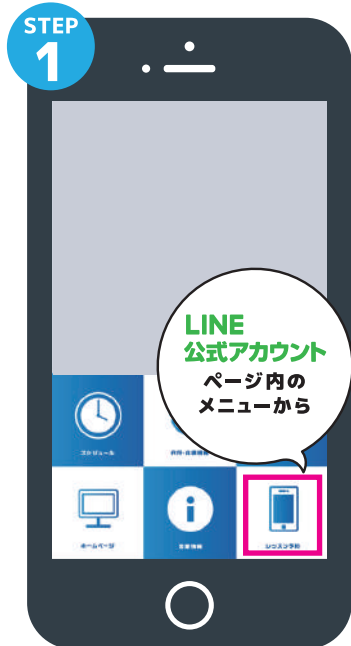 STEP
1
LINE
公式アカウント
ページ内の
メニューから
スケジュール
ホームページ
レッスン予約